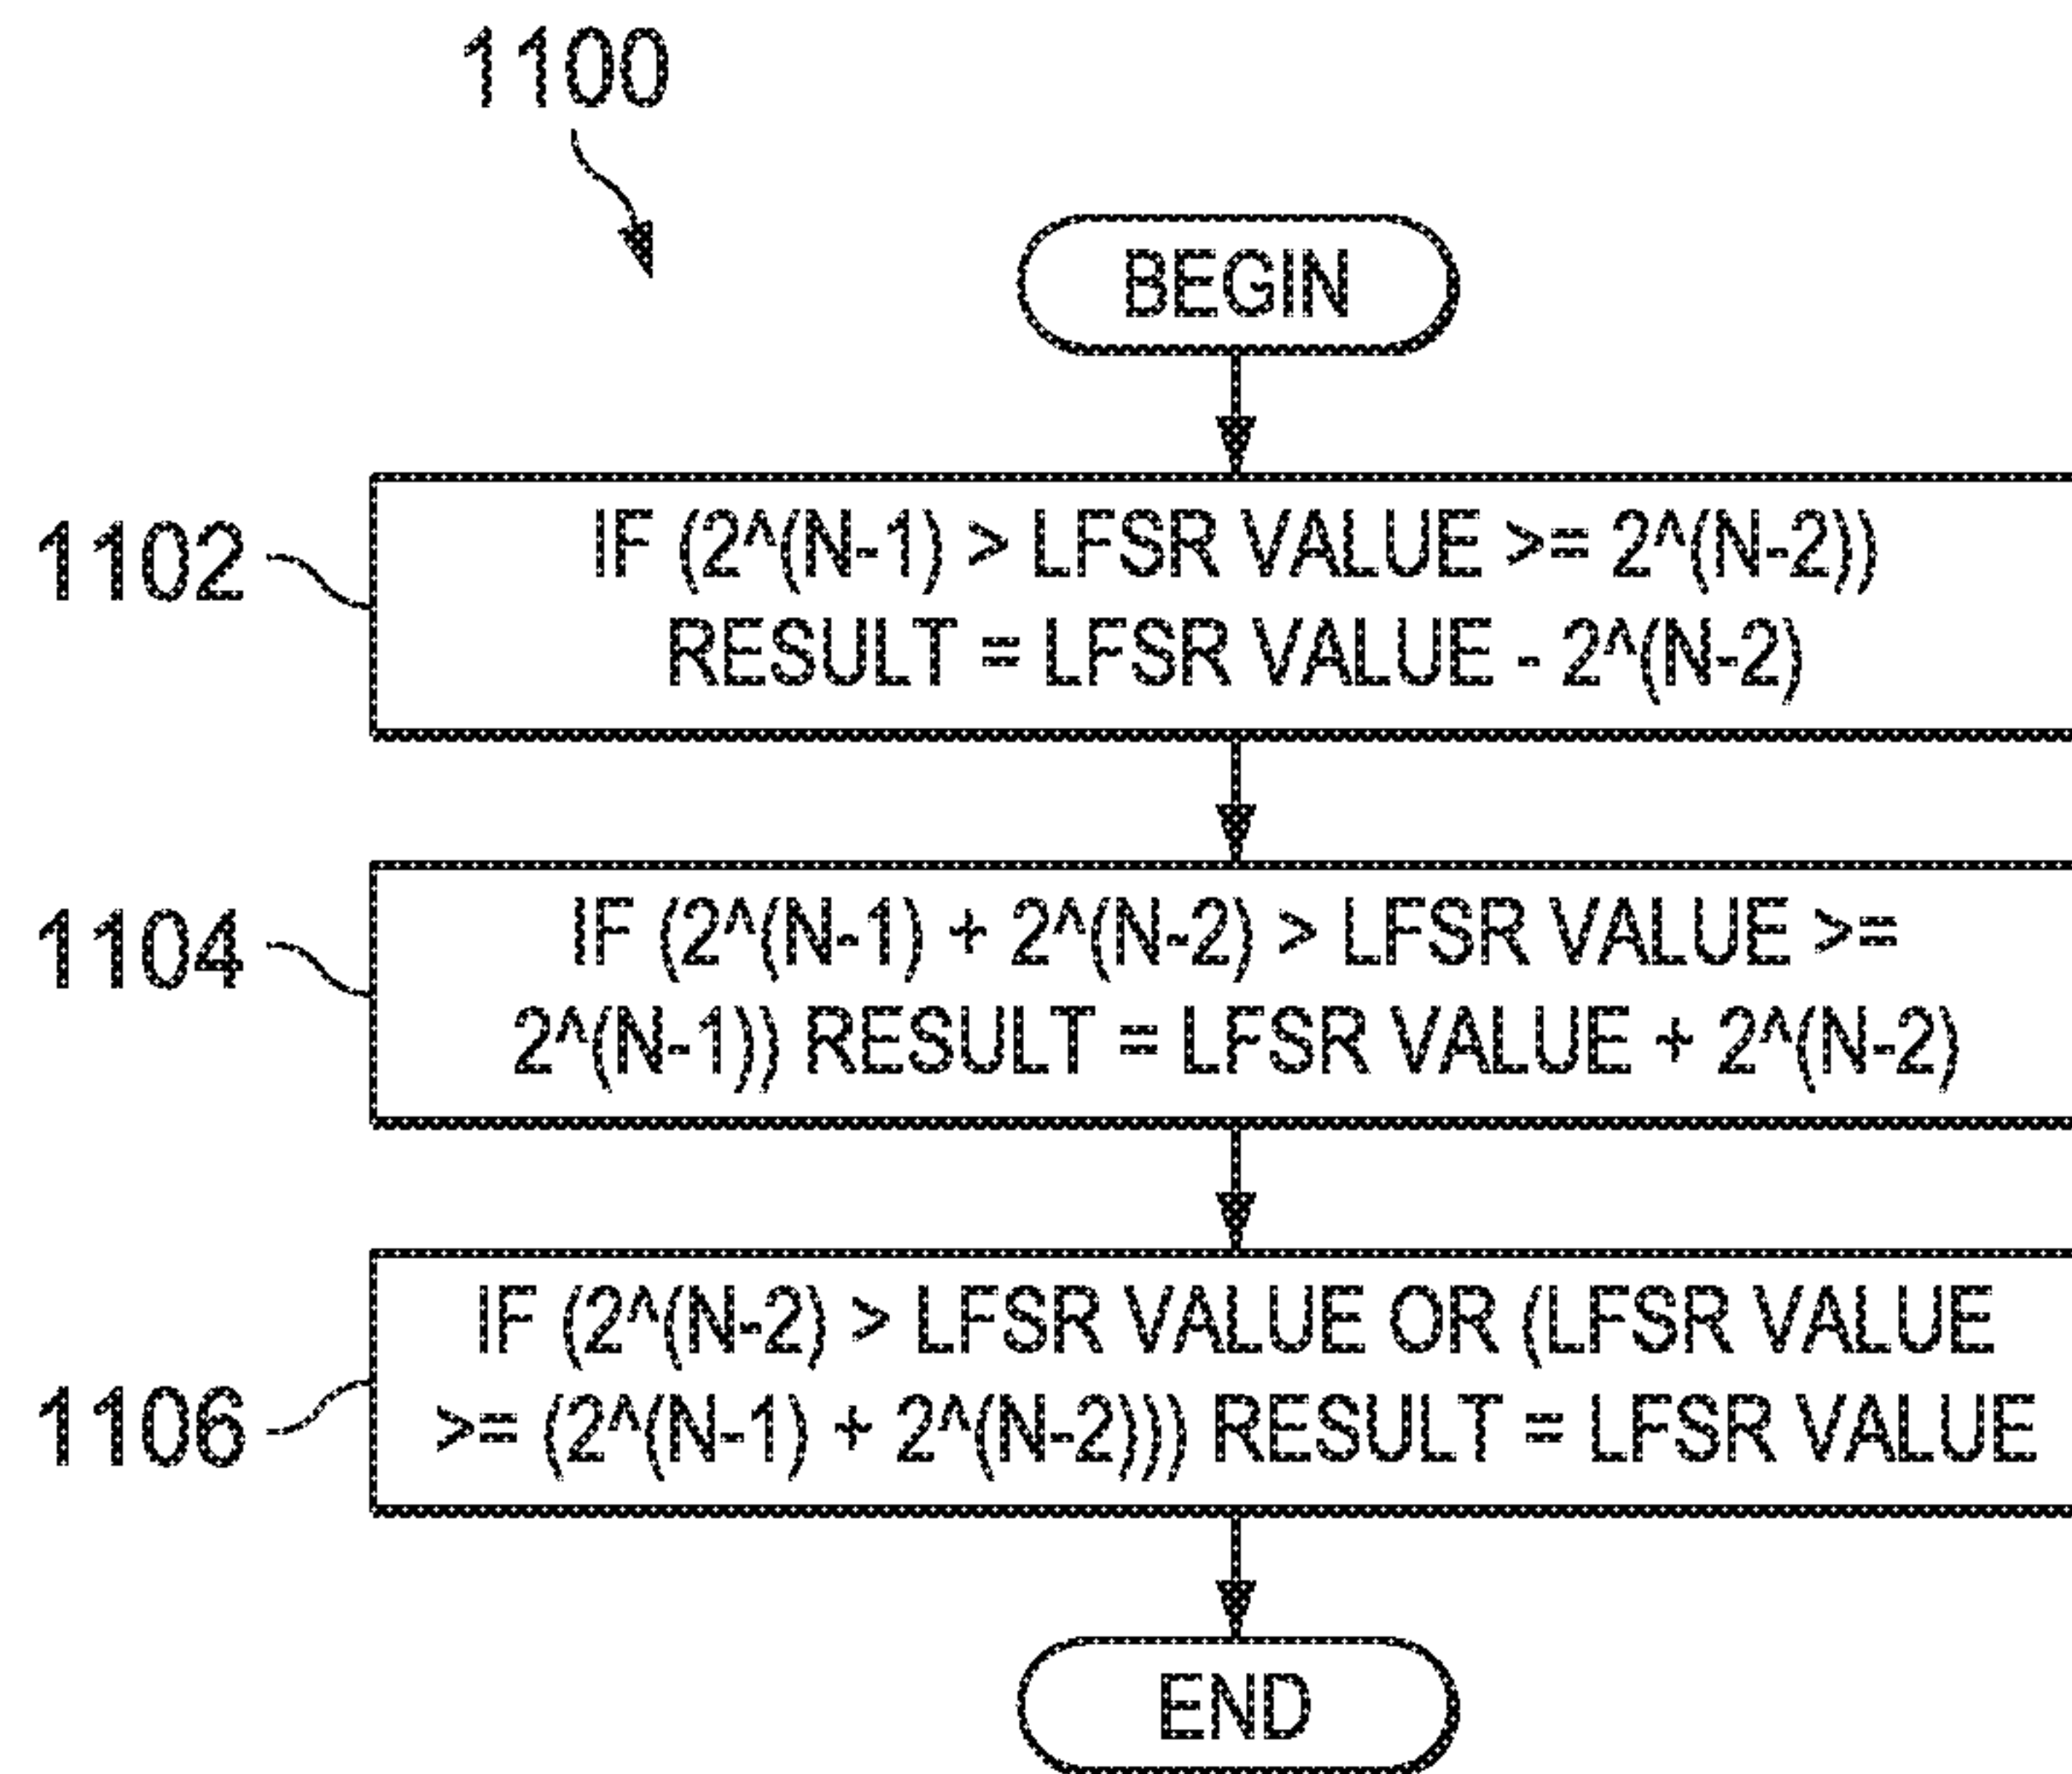 1100
BEGIN
1102
IF (2^(N-1) > LFSR VALUE >= 2^(N-2))
RESULT = LFSR VALUE - 2^(N-2)
1104
IF (2^(N-1) + 2^(N-2) > LFSR VALUE >=
2^(N-1)) RESULT = LFSR VALUE + 2^(N-2)
1106
IF (2^(N-2) > LFSR VALUE OR (LFSR VALUE
>= (2^(N-1) + 2^(N-2))) RESULT = LFSR VALUE
END